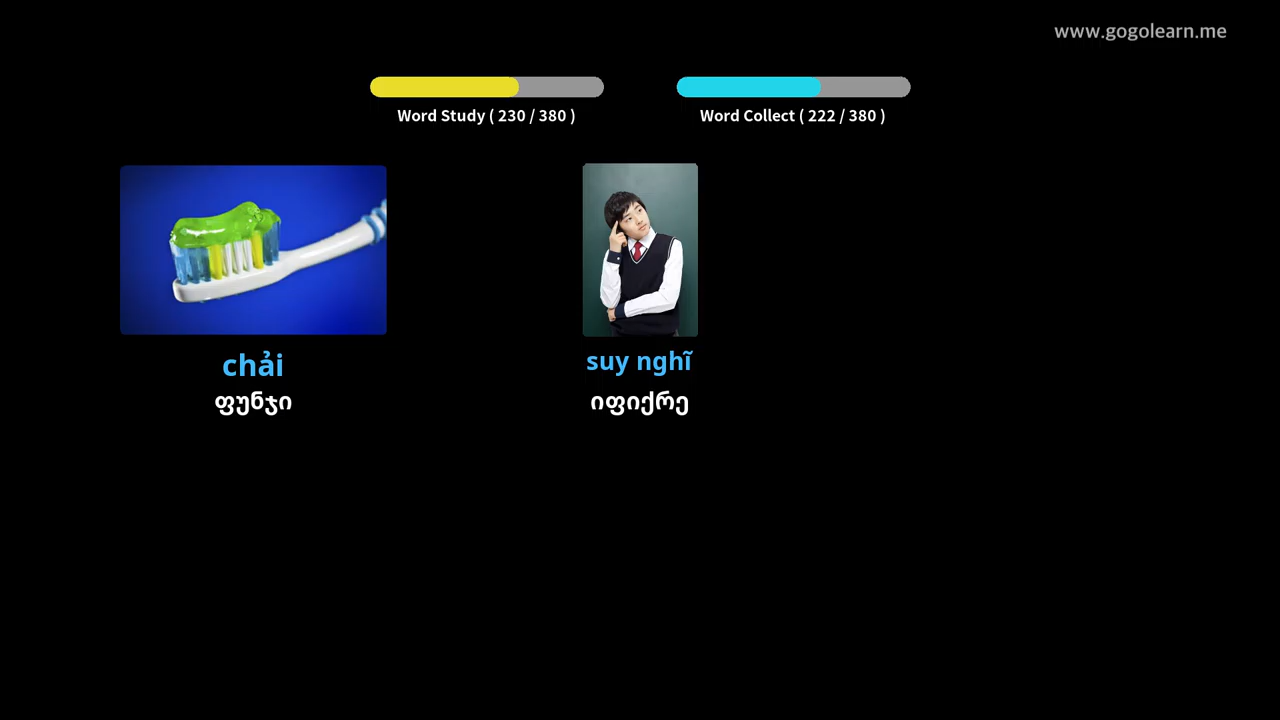 www.gogolearn.me
Word Study ( 230 / 380 )
Word Collect ( 222 / 380 )
chải
suy nghĩ
ფუნჯი
იფიქრე